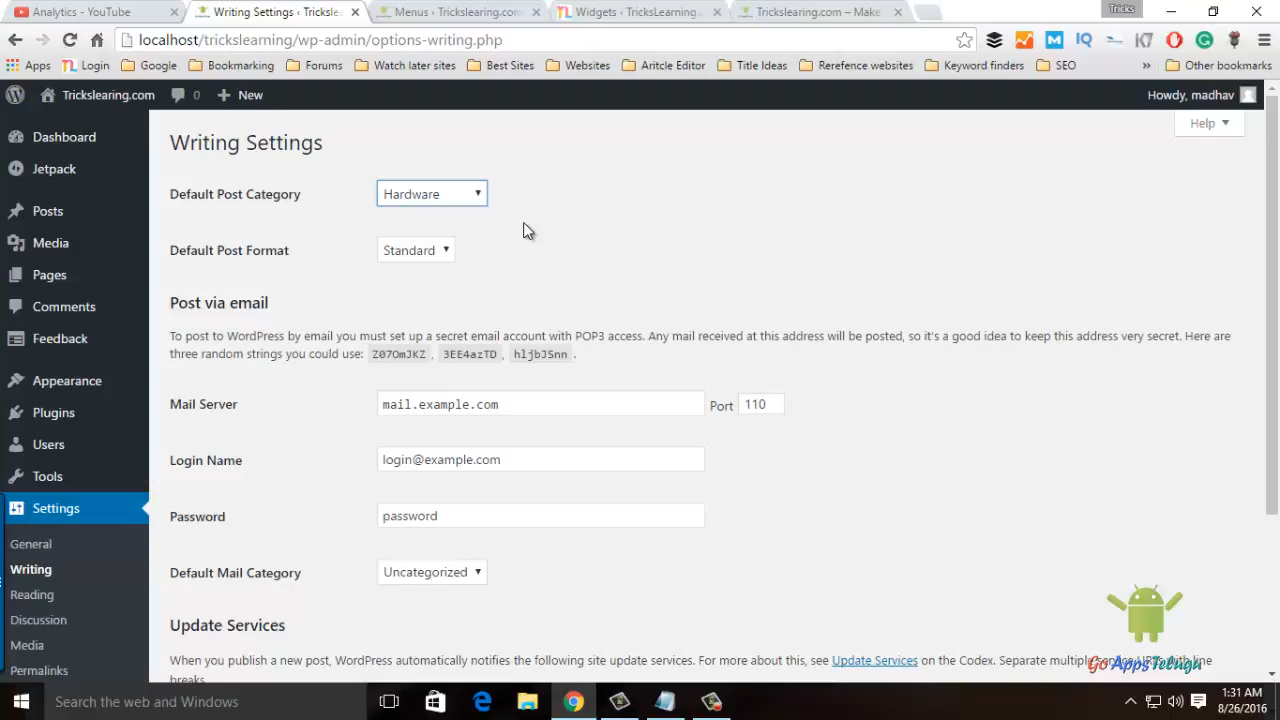 Analytics - YouTube
Writing Settings ‹ Trickslea
Menus ‹ Trickslearing.com
Widgets ‹ TricksLearning.
Trickslearing.com – Make
Tricks
localhost/trickslearning/wp-admin/options-writing.php
Apps Login Google Bookmarking Forums Watch later sites Best Sites Websites Aritcle Editor Title Ideas Rerefence websites Keyword finders SEO » Other bookmarks
Trickslearing.com 0 + New Howdy, madhav
Help
Dashboard
Jetpack
Posts
Media
Pages
Comments
Feedback
Appearance
Plugins
Users
Tools
Settings
General
Writing
Reading
Discussion
Media
Permalinks
Writing Settings
Default Post Category Hardware
Default Post Format Standard
Post via email
To post to WordPress by email you must set up a secret email account with POP3 access. Any mail received at this address will be posted, so it's a good idea to keep this address very secret. Here are
three random strings you could use: Z07OmJKZ , 3EE4azTD , hljbJSnn .
Mail Server mail.example.com Port 110
Login Name login@example.com
Password password
Default Mail Category Uncategorized
Update Services
When you publish a new post, WordPress automatically notifies the following site update services. For more about this, see Update Services on the Codex. Separate multiple URLs with line
breaks.
GoAppsTelugu
Search the web and Windows
1:31 AM
8/26/2016